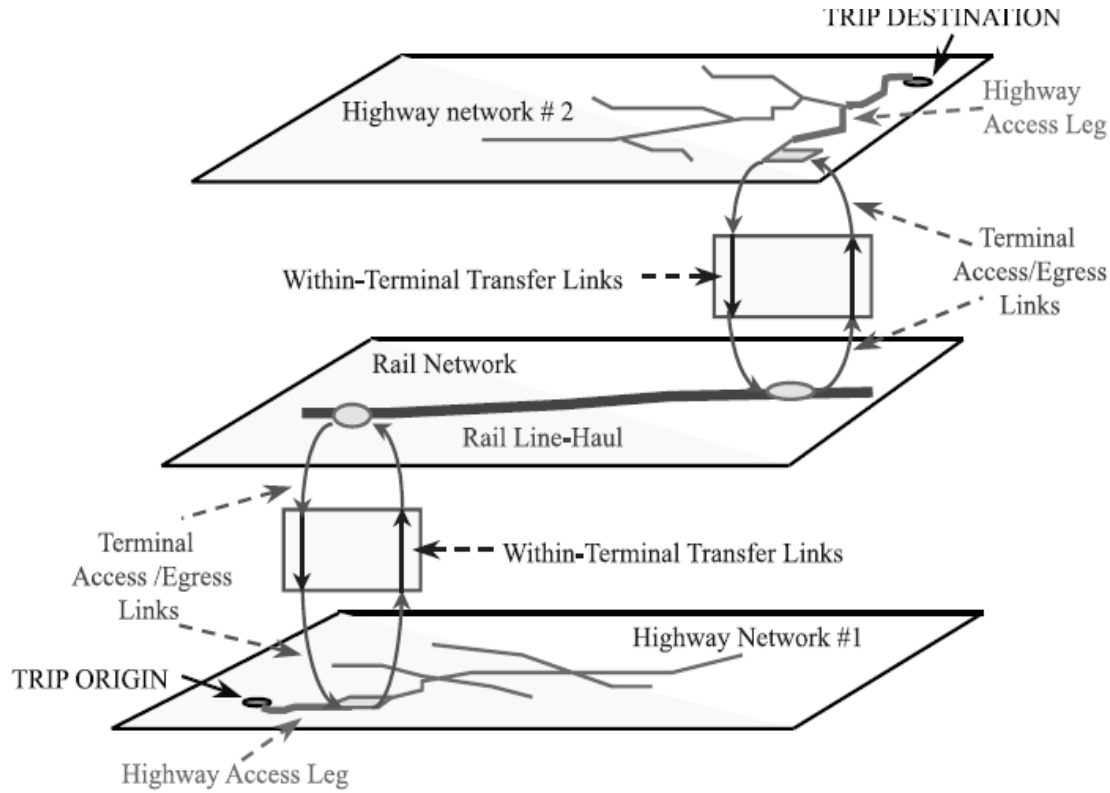 TRIP DESTINATION
Highway network # 2
Highway
Access Leg
Within-Terminal Transfer Links
Terminal
Access/Egress
Links
Rail Network
Rail Line-Haul
Terminal
Access /Egress
Links
Within-Terminal Transfer Links
Highway Network #1
TRIP ORIGIN
Highway Access Leg